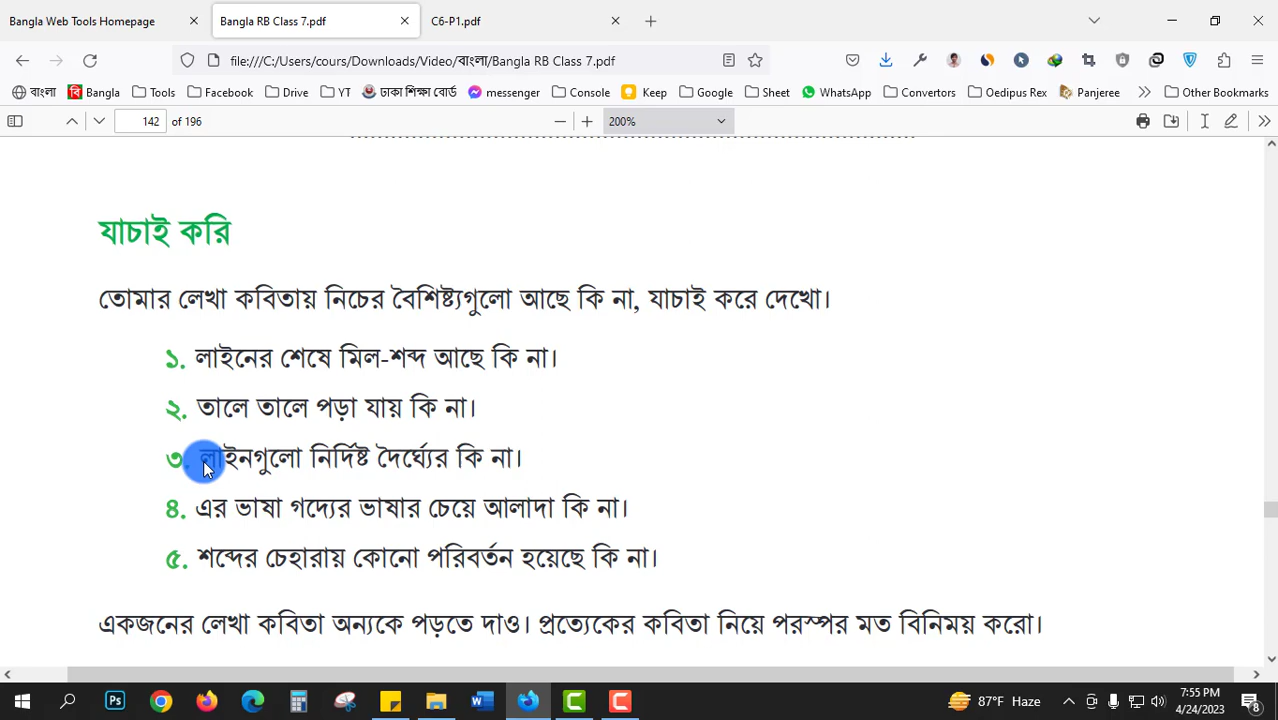 Bangla Web Tools Homepage
Bangla RB Class 7.pdf
C6-P1.pdf
file:///C:/Users/cours/Downloads/Video/বাংলা/Bangla RB Class 7.pdf
বাংলা Bangla Tools Facebook Drive YT ঢাকা শিক্ষা বোর্ড messenger Console Keep Google Sheet WhatsApp Convertors Oedipus Rex Panjeree Other Bookmarks
142 of 196 200%
যাচাই করি
তোমার লেখা কবিতায় নিচের বৈশিষ্ট্যগুলো আছে কি না, যাচাই করে দেখো।
১. লাইনের শেষে মিল-শব্দ আছে কি না।
২. তালে তালে পড়া যায় কি না।
৩. লাইনগুলো নির্দিষ্ট দৈর্ঘ্যের কি না।
৪. এর ভাষা গদ্যের ভাষার চেয়ে আলাদা কি না।
৫. শব্দের চেহারায় কোনো পরিবর্তন হয়েছে কি না।
একজনের লেখা কবিতা অন্যকে পড়তে দাও। প্রত্যেকের কবিতা নিয়ে পরস্পর মত বিনিময় করো।
Ps 87°F Haze 7:55 PM
4/24/2023 8